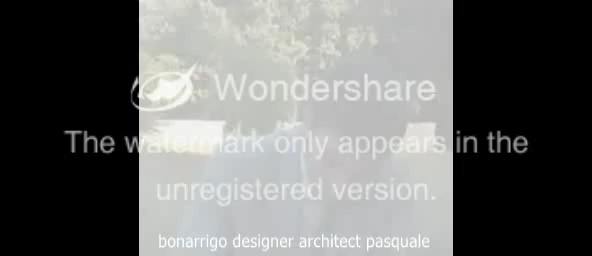 Wondershare
The watermark only appears in the
unregistered version.
bonarrigo designer architect pasquale